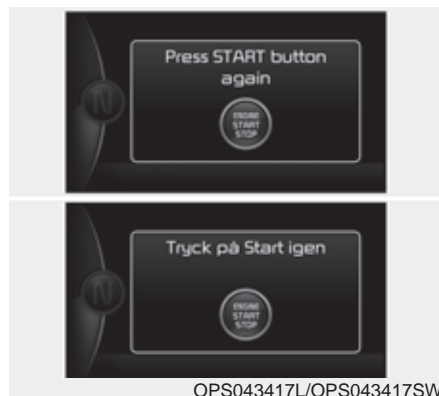 Press START button
again
N
ENGINE
START
STOP
Tryck på Start igen
N
ENGINE
START
STOP
OPS043417L/OPS043417SW